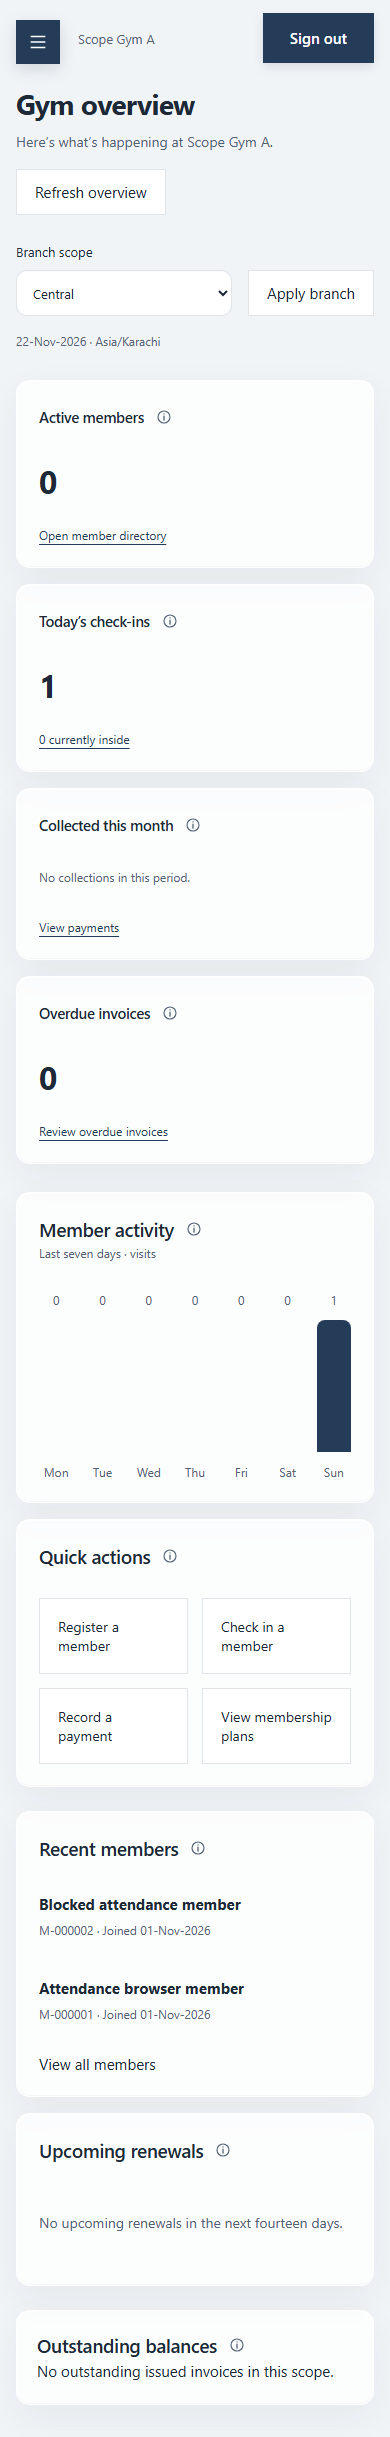 Scope Gym A
Sign out
Gym overview
Here’s what’s happening at Scope Gym A.
Refresh overview
Branch scope
Central
Apply branch
22-Nov-2026 · Asia/Karachi
Active members
0
Open member directory
Today’s check-ins
1
0 currently inside
Collected this month
No collections in this period.
View payments
Overdue invoices
0
Review overdue invoices
Member activity
Last seven days · visits
0 0 0 0 0 0 1
Mon Tue Wed Thu Fri Sat Sun
Quick actions
Register a
member
Check in a
member
Record a
payment
View membership
plans
Recent members
Blocked attendance member
M-000002 · Joined 01-Nov-2026
Attendance browser member
M-000001 · Joined 01-Nov-2026
View all members
Upcoming renewals
No upcoming renewals in the next fourteen days.
Outstanding balances
No outstanding issued invoices in this scope.